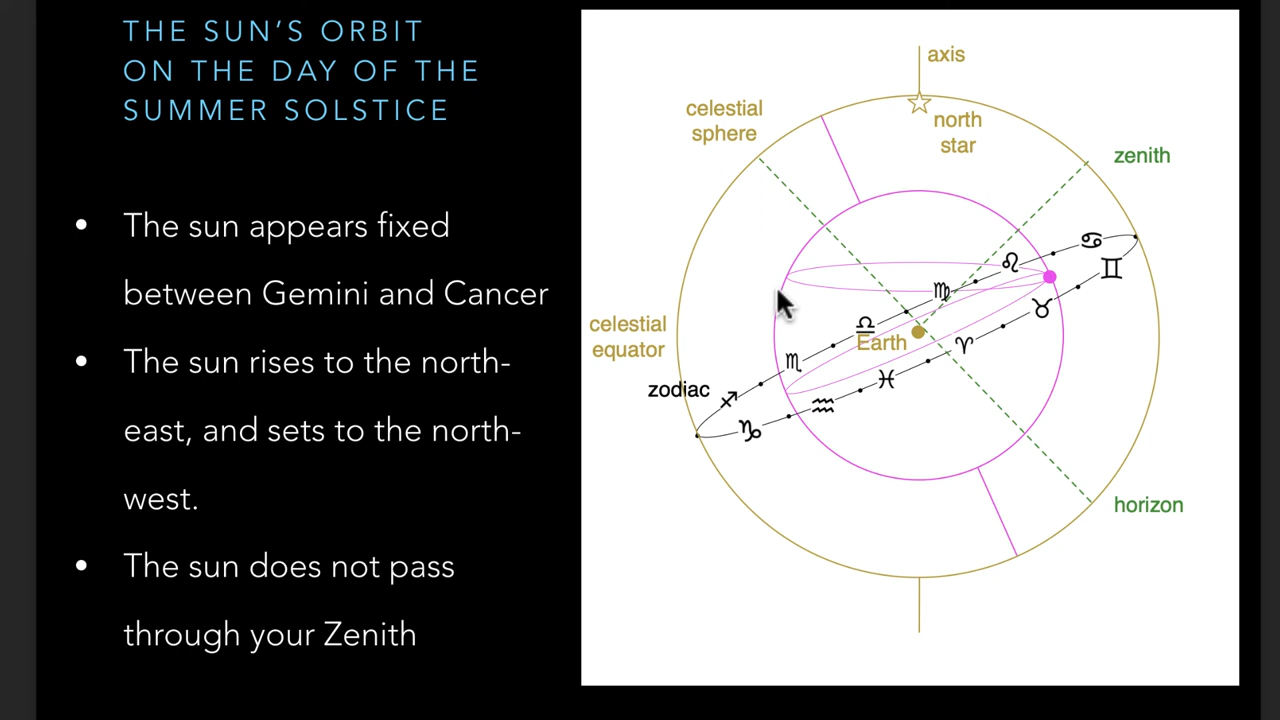 THE SUN'S ORBIT
ON THE DAY OF THE
SUMMER SOLSTICE
• The sun appears fixed
between Gemini and Cancer
• The sun rises to the north-
east, and sets to the north-
west.
• The sun does not pass
through your Zenith
axis
celestial
sphere
north
star
zenith
♋
♊
♌
♍
♉
celestial
equator
♎
Earth
♈
♏
♓
zodiac
♐
♒
♑
horizon